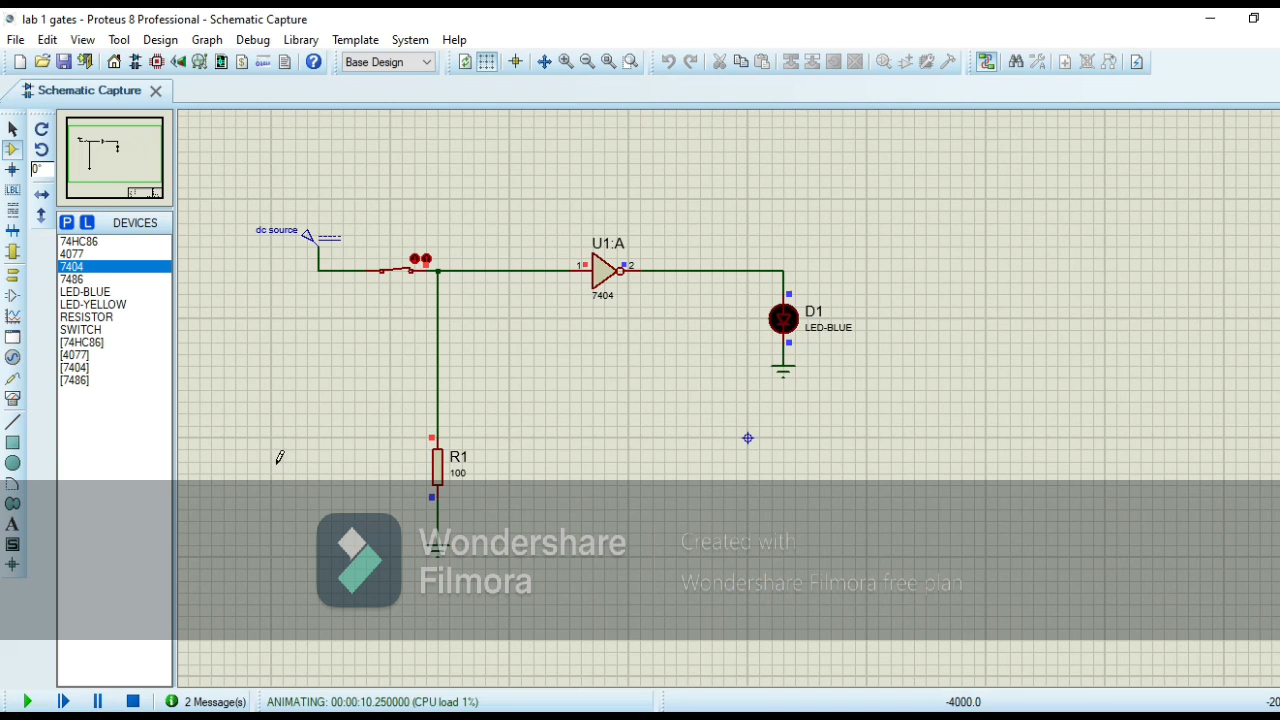 lab 1 gates - Proteus 8 Professional - Schematic Capture
File Edit View Tool Design Graph Debug Library Template System Help
Base Design
Schematic Capture
0°
LBL
P L DEVICES
74HC86
4077
7404
7486
LED-BLUE
LED-YELLOW
RESISTOR
SWITCH
[74HC86]
[4077]
[7404]
[7486]
dc source
U1:A
1
2
7404
D1
LED-BLUE
R1
100
A
S
Wondershare
Filmora
Created with
Wondershare Filmora free plan
2 Message(s)
ANIMATING: 00:00:10.250000 (CPU load 1%)
-4000.0
-20